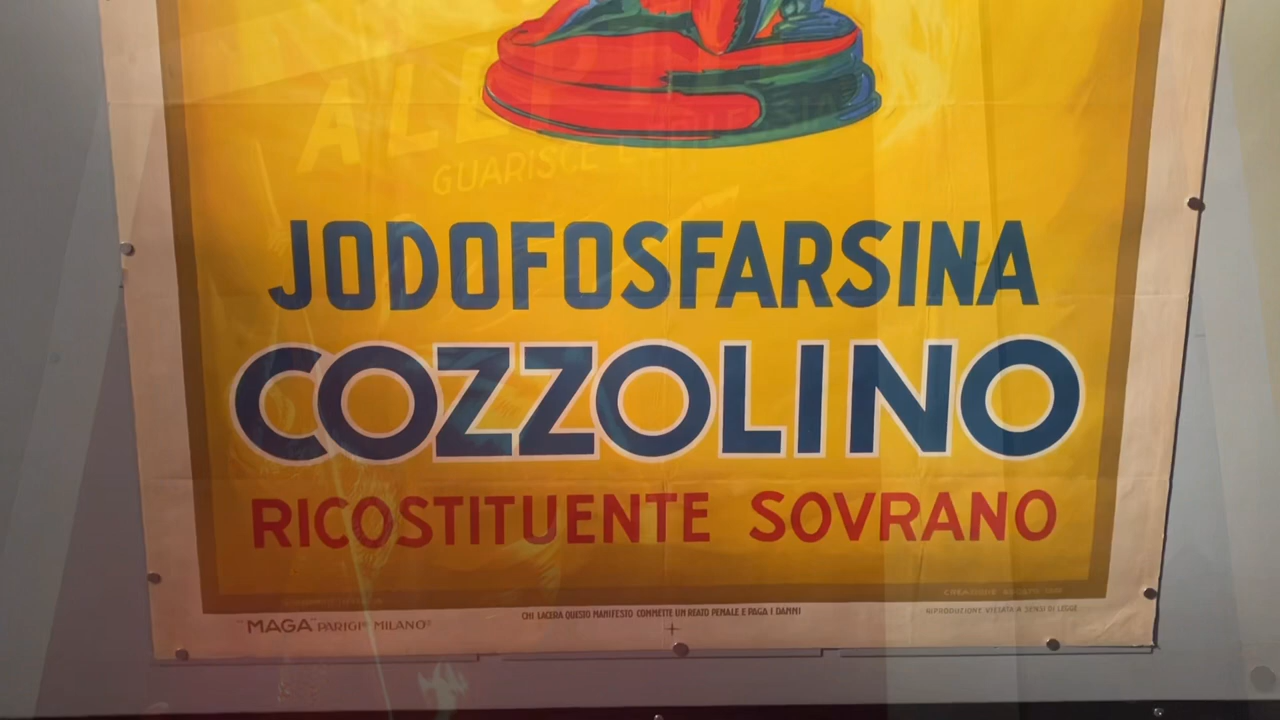 GUARISCE
JODOFOSFARSINA
COZZOLINO
RICOSTITUENTE SOVRANO
"MAGA" PARIGI MILANO
CHI LACERA QUESTO MANIFESTO COMMETTE UN REATO PENALE E PAGA I DANNI
RIPRODUZIONE VIETATA A SENSI DI LEGGE